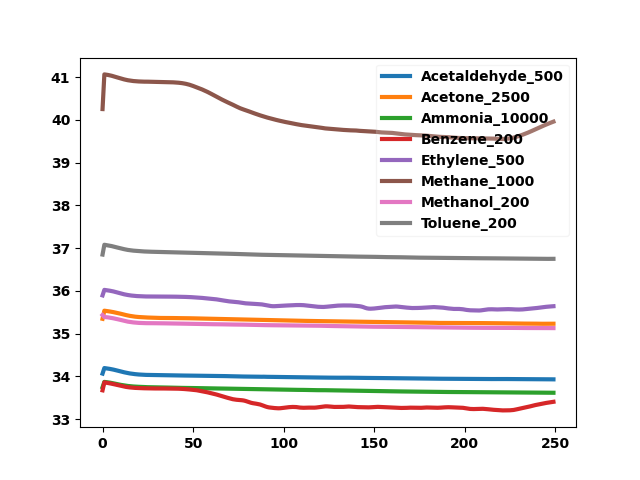 41
40
39
38
37
36
35
34
33
0 50 100 150 200 250
Acetaldehyde_500
Acetone_2500
Ammonia_10000
Benzene_200
Ethylene_500
Methane_1000
Methanol_200
Toluene_200